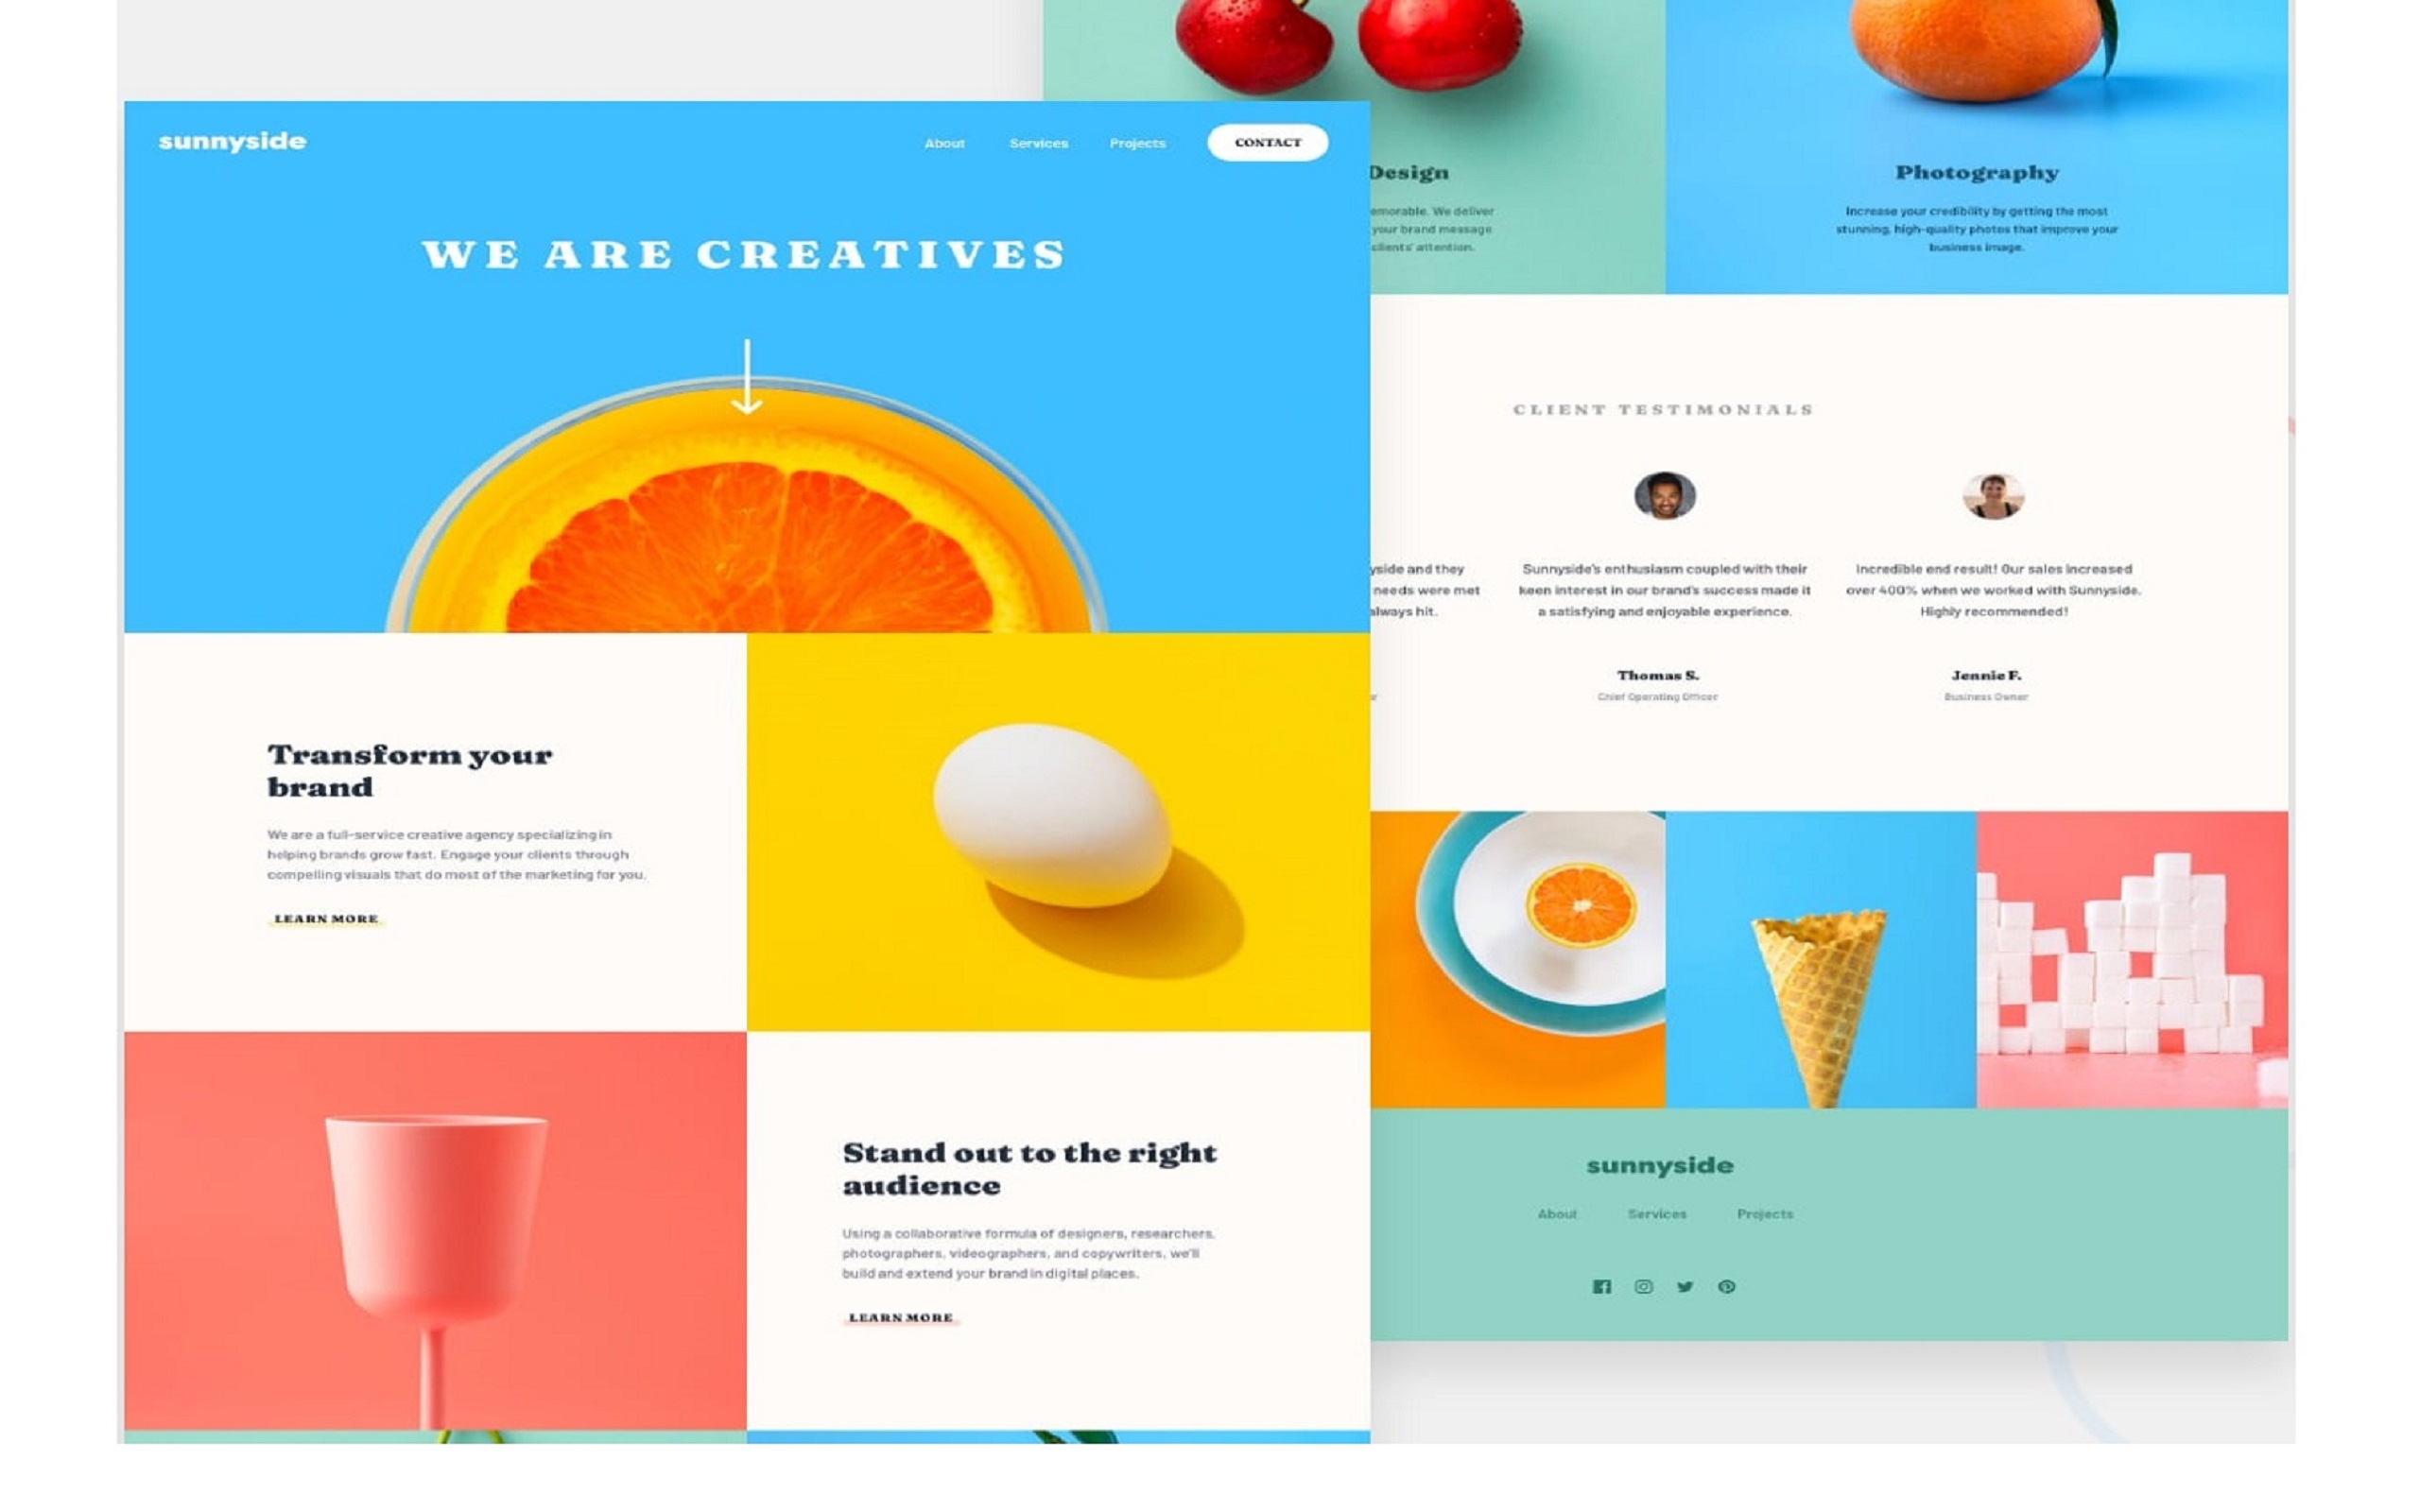 sunnyside
About Services Projects CONTACT
WE ARE CREATIVES
Transform your
brand
We are a full-service creative agency specializing in
helping brands grow fast. Engage your clients through
compelling visuals that do most of the marketing for you.
LEARN MORE
Stand out to the right
audience
Using a collaborative formula of designers, researchers,
photographers, videographers, and copywriters, we'll
build and extend your brand in digital places.
LEARN MORE
Design
emorable. We deliver
your brand message
clients' attention.
Photography
Increase your credibility by getting the most
stunning, high-quality photos that improve your
business image.
CLIENT TESTIMONIALS
yside and they
needs were met
always hit.
Sunnyside's enthusiasm coupled with their
keen interest in our brand's success made it
a satisfying and enjoyable experience.
Thomas S.
Chief Operating Officer
Incredible end result! Our sales increased
over 400% when we worked with Sunnyside.
Highly recommended!
Jennie F.
Business Owner
sunnyside
About Services Projects